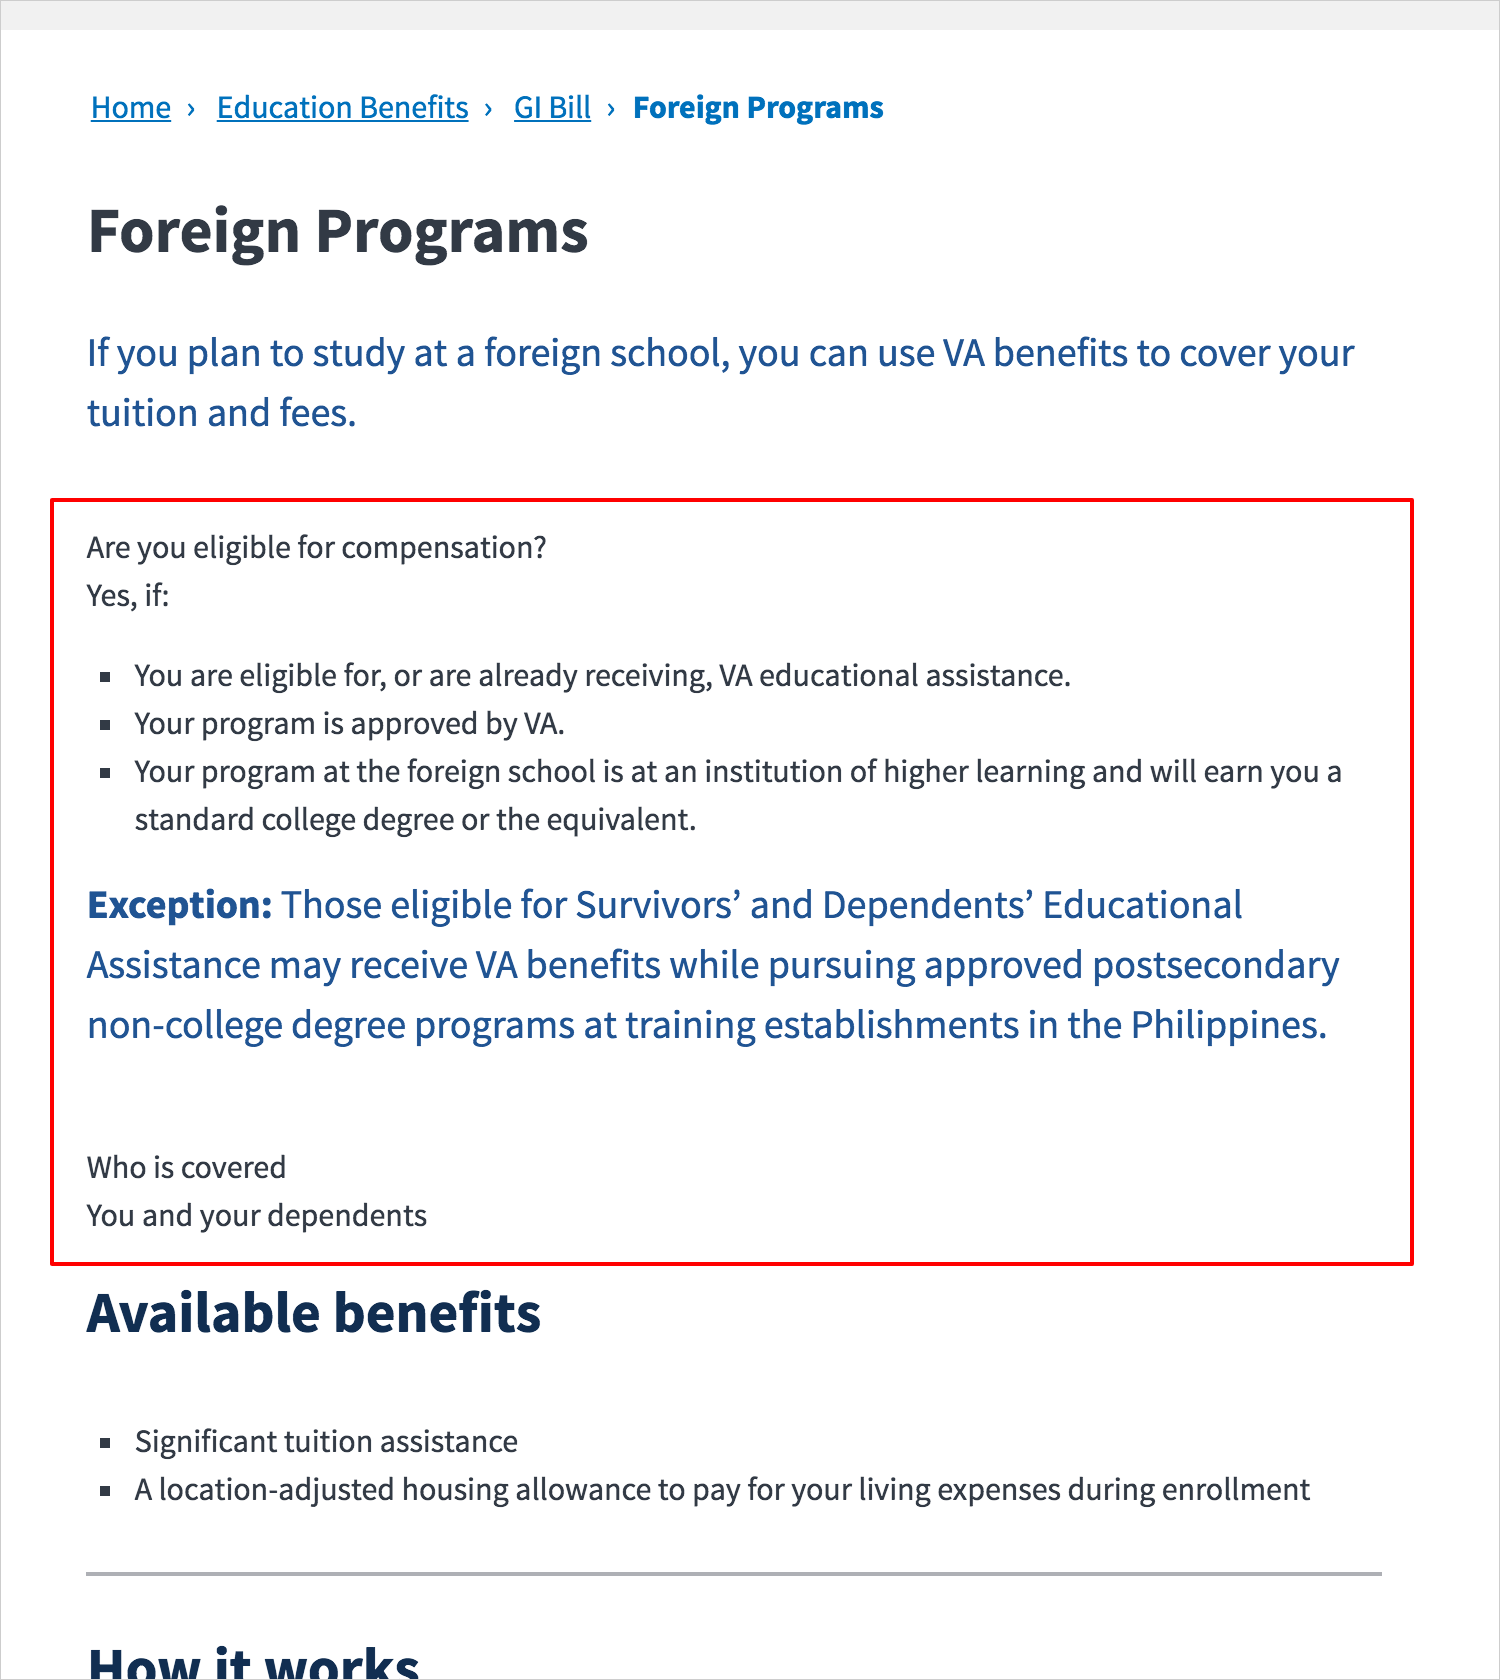 Home › Education Benefits › GI Bill › Foreign Programs
Foreign Programs
If you plan to study at a foreign school, you can use VA benefits to cover your
tuition and fees.
Are you eligible for compensation?
Yes, if:
▪ You are eligible for, or are already receiving, VA educational assistance.
▪ Your program is approved by VA.
▪ Your program at the foreign school is at an institution of higher learning and will earn you a
standard college degree or the equivalent.
Exception: Those eligible for Survivors’ and Dependents’ Educational
Assistance may receive VA benefits while pursuing approved postsecondary
non-college degree programs at training establishments in the Philippines.
Who is covered
You and your dependents
Available benefits
▪ Significant tuition assistance
▪ A location-adjusted housing allowance to pay for your living expenses during enrollment
How it works